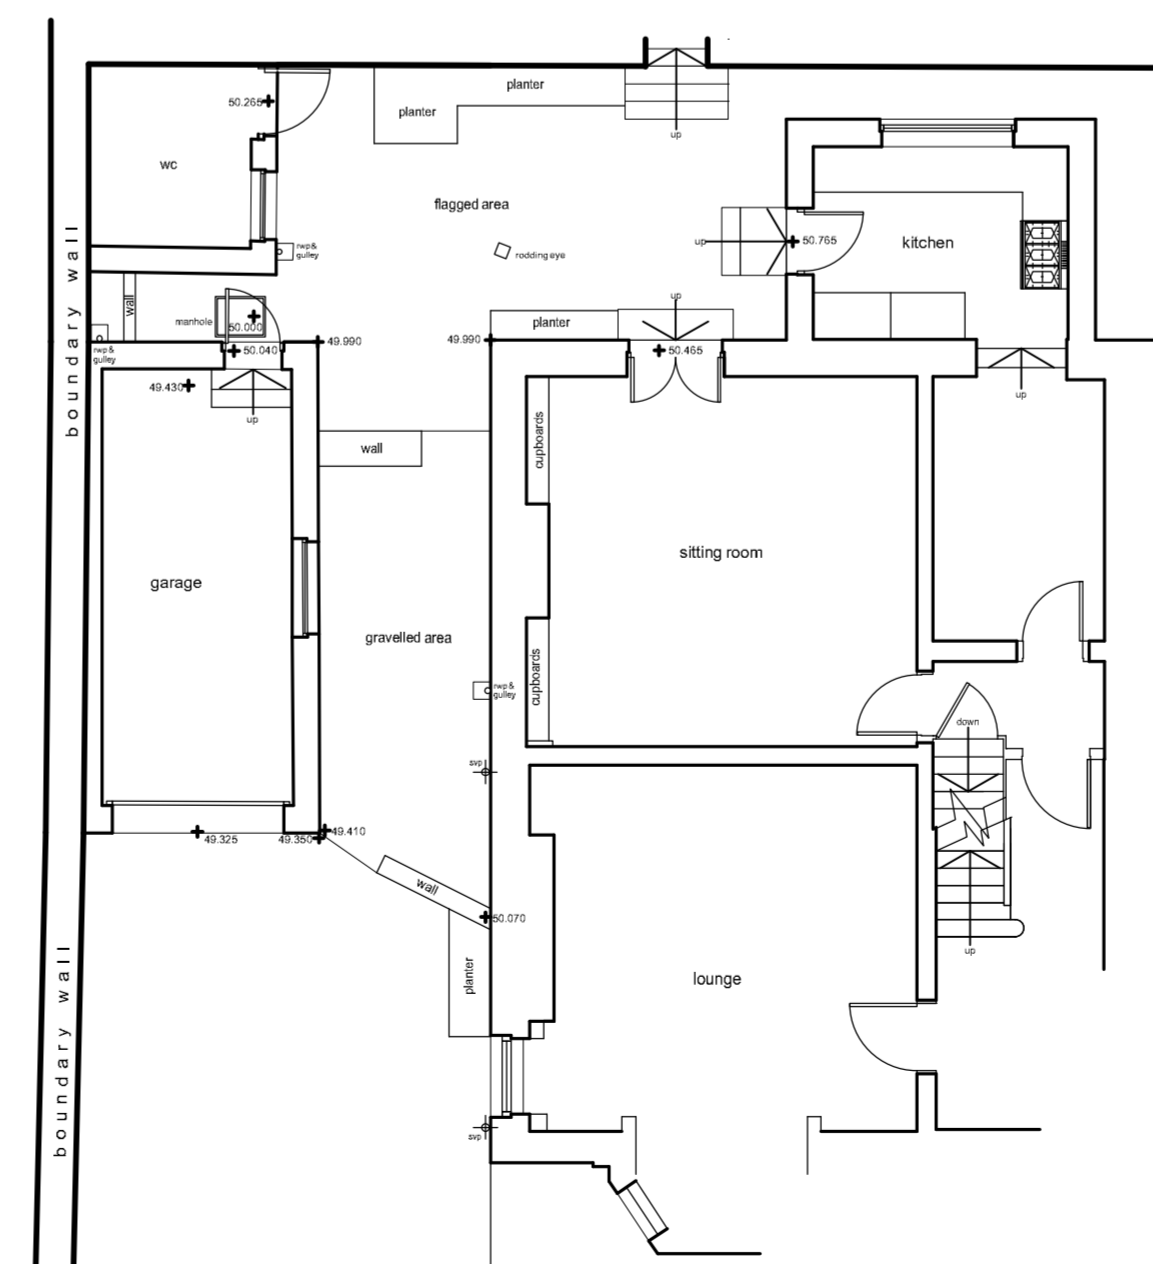 planter
planter
50.265
up
wc
flagged area
rwp &
gulley
rodding eye
up
50.765
kitchen
boundary wall
wall
manhole
50.000
up
planter
49.990
49.990
50.040
50.465
rwp &
gulley
49.430
up
up
cupboards
wall
sitting room
garage
gravelled area
cupboards
rwp &
gulley
down
svp
49.325
49.350
49.410
wall
50.070
up
planter
lounge
boundary wall
svp